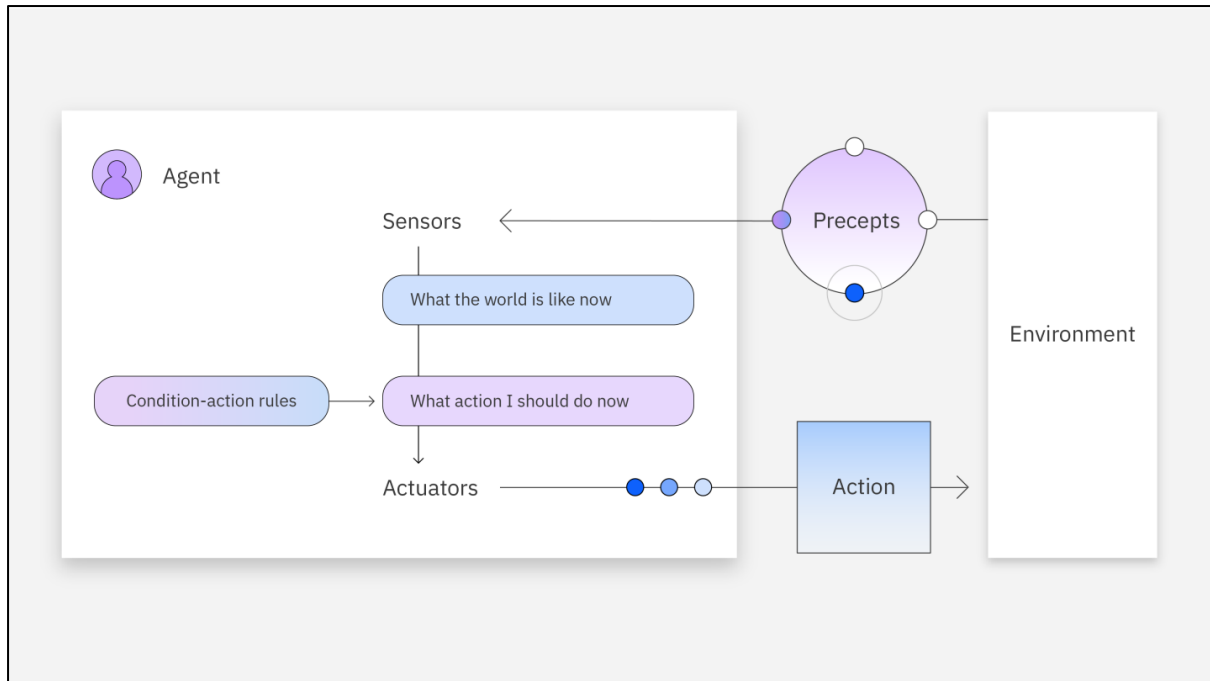 Agent
Sensors
Precepts
What the world is like now
Environment
Condition-action rules
What action I should do now
Actuators
Action